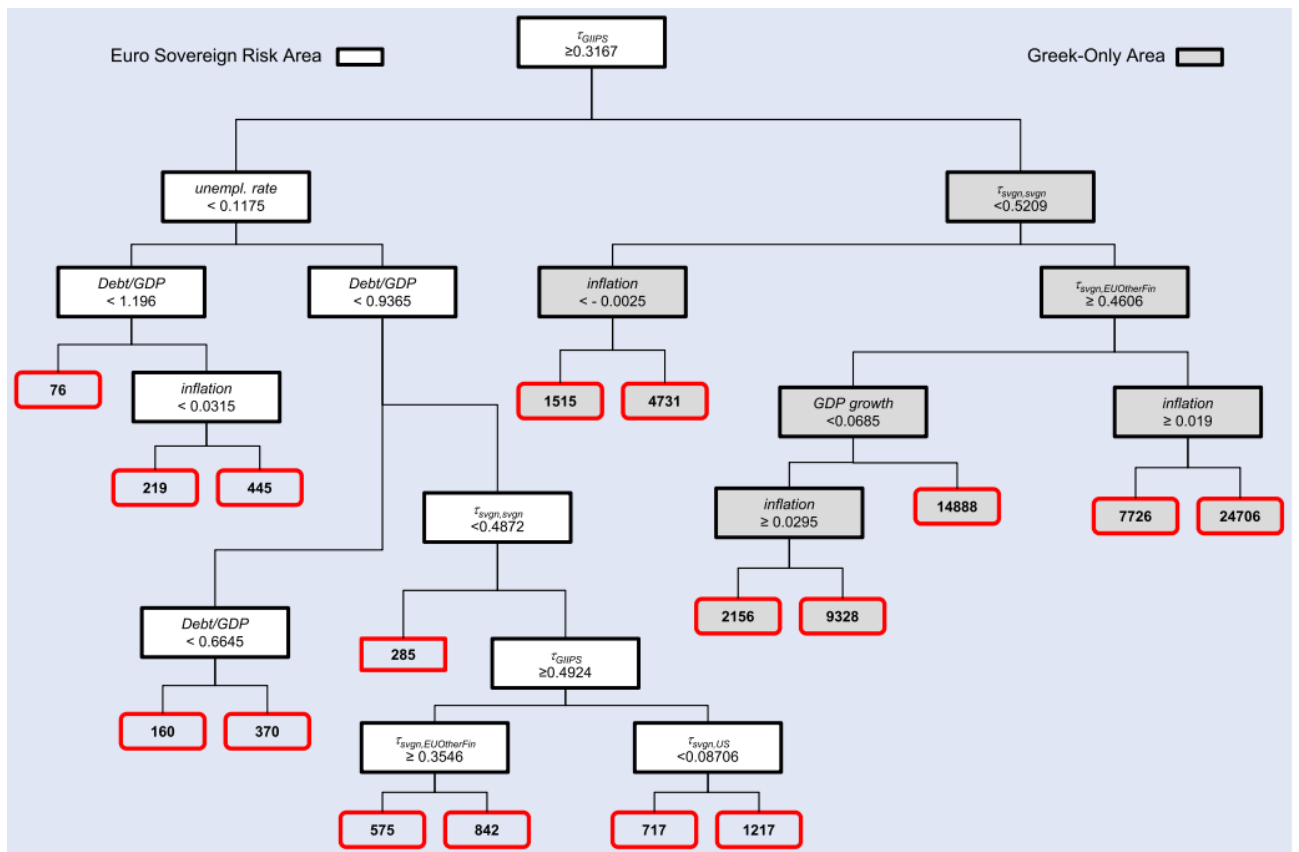 τGIIPS
≥0.3167
Euro Sovereign Risk Area
Greek-Only Area
unempl. rate
< 0.1175
τsvgn,svgn
<0.5209
Debt/GDP
< 1.196
Debt/GDP
< 0.9365
inflation
< - 0.0025
τsvgn,EUOtherFin
≥ 0.4606
76
inflation
< 0.0315
1515
4731
GDP growth
<0.0685
inflation
≥ 0.019
219
445
τsvgn,svgn
<0.4872
inflation
≥ 0.0295
14888
7726
24706
Debt/GDP
< 0.6645
285
τGIIPS
≥0.4924
2156
9328
160
370
τsvgn,EUOtherFin
≥ 0.3546
τsvgn,US
<0.08706
575
842
717
1217